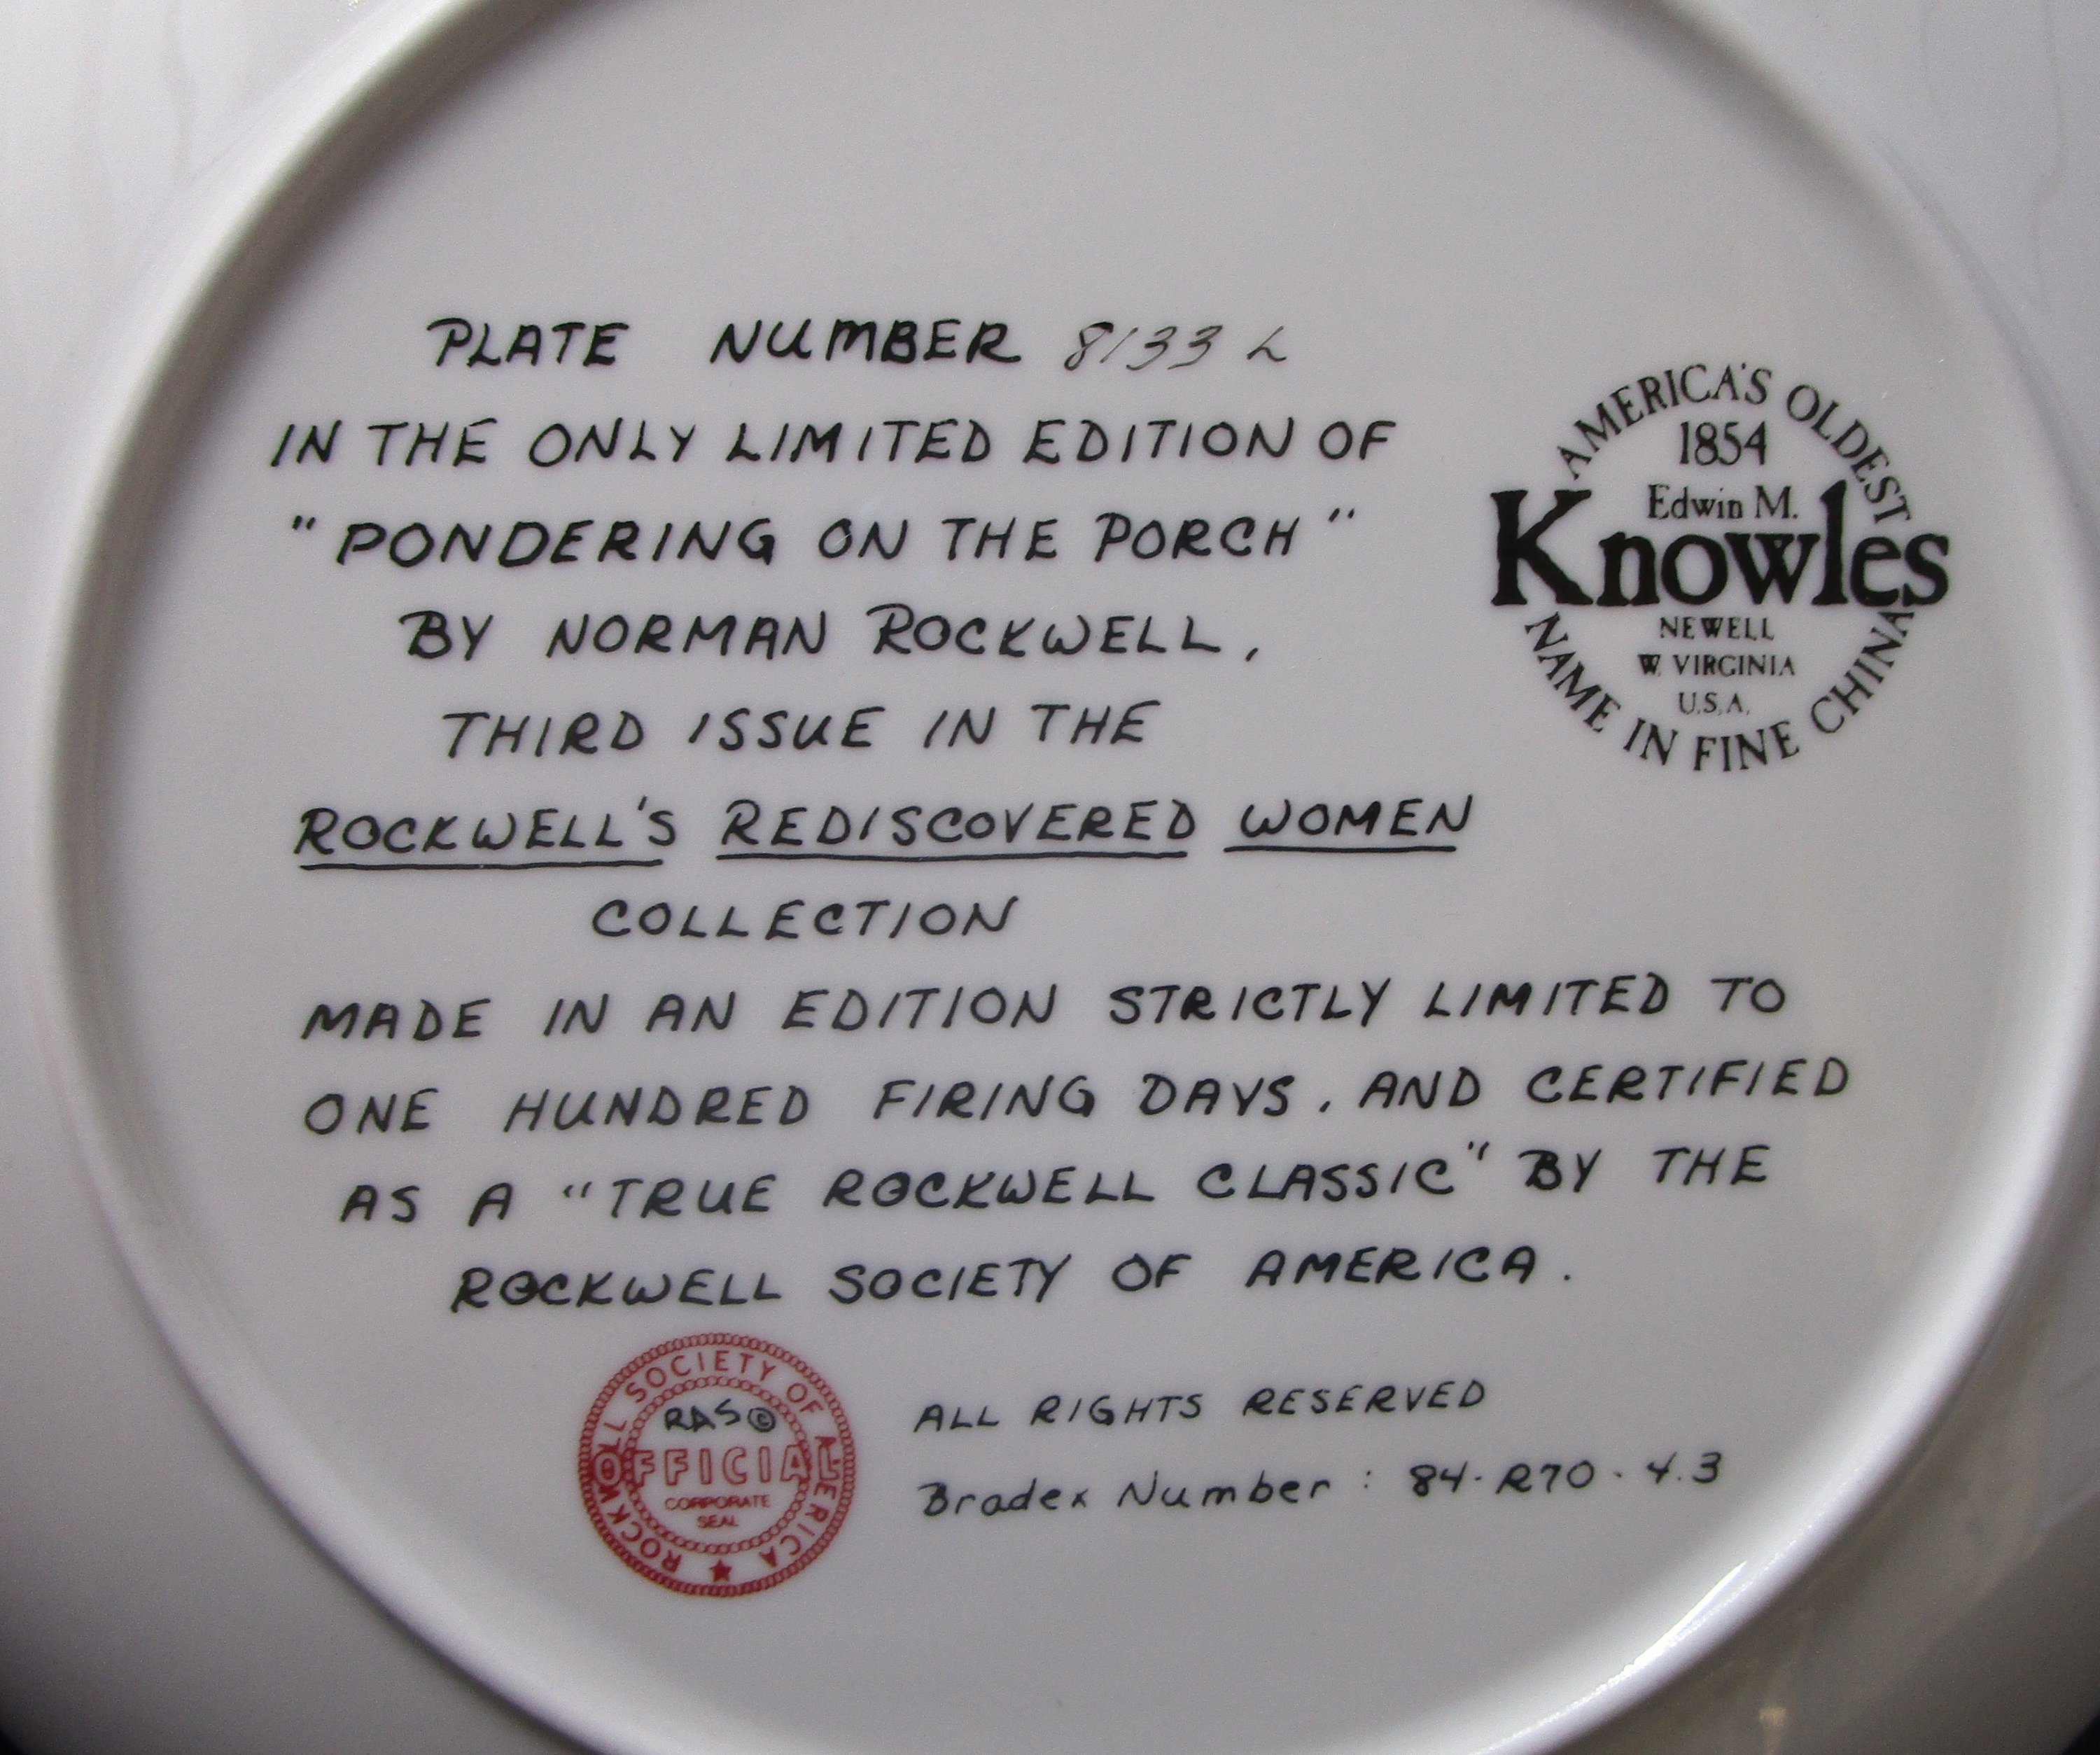 PLATE NUMBER 8133 L
IN THE ONLY LIMITED EDITION OF
"PONDERING ON THE PORCH"
BY NORMAN ROCKWELL,
THIRD ISSUE IN THE
ROCKWELL'S REDISCOVERED WOMEN
COLLECTION
MADE IN AN EDITION STRICTLY LIMITED TO
ONE HUNDRED FIRING DAYS, AND CERTIFIED
AS A "TRUE ROCKWELL CLASSIC" BY THE
ROCKWELL SOCIETY OF AMERICA.
AMERICA'S OLDEST
1854
Edwin M.
Knowles
NEWELL
W. VIRGINIA
U.S.A.
NAME IN FINE CHINA
ROCKWELL SOCIETY OF AMERICA
RAS©
OFFICIAL
CORPORATE
SEAL
ALL RIGHTS RESERVED
Bradex Number : 84-R70-4.3